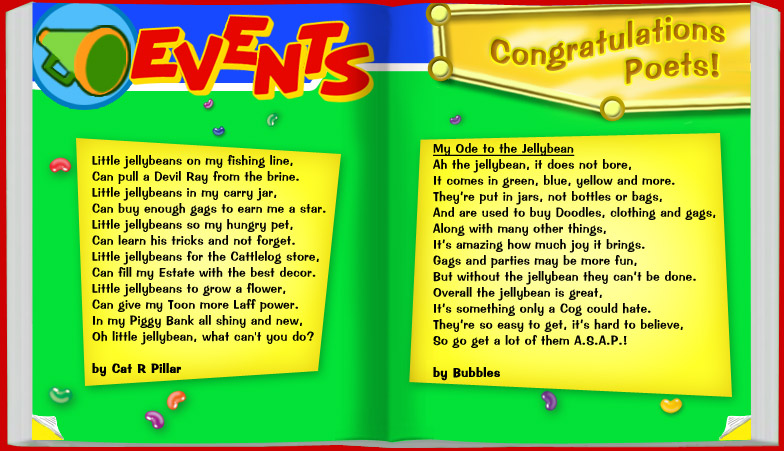 EVENTS
Little jellybeans on my fishing line,
Can pull a Devil Ray from the brine.
Little jellybeans in my carry jar,
Can buy enough gags to earn me a star.
Little jellybeans so my hungry pet,
Can learn his tricks and not forget.
Little jellybeans for the Cattlelog store,
Can fill my Estate with the best decor.
Little jellybeans to grow a flower,
Can give my Toon more Laff power.
In my Piggy Bank all shiny and new,
Oh little jellybean, what can't you do?
by Cat R Pillar
Congratulations
Poets!
My Ode to the Jellybean
Ah the jellybean, it does not bore,
It comes in green, blue, yellow and more.
They're put in jars, not bottles or bags,
And are used to buy Doodles, clothing and gags,
Along with many other things,
It's amazing how much joy it brings.
Gags and parties may be more fun,
But without the jellybean they can't be done.
Overall the jellybean is great,
It's something only a Cog could hate.
They're so easy to get, it's hard to believe,
So go get a lot of them A.S.A.P.!
by Bubbles